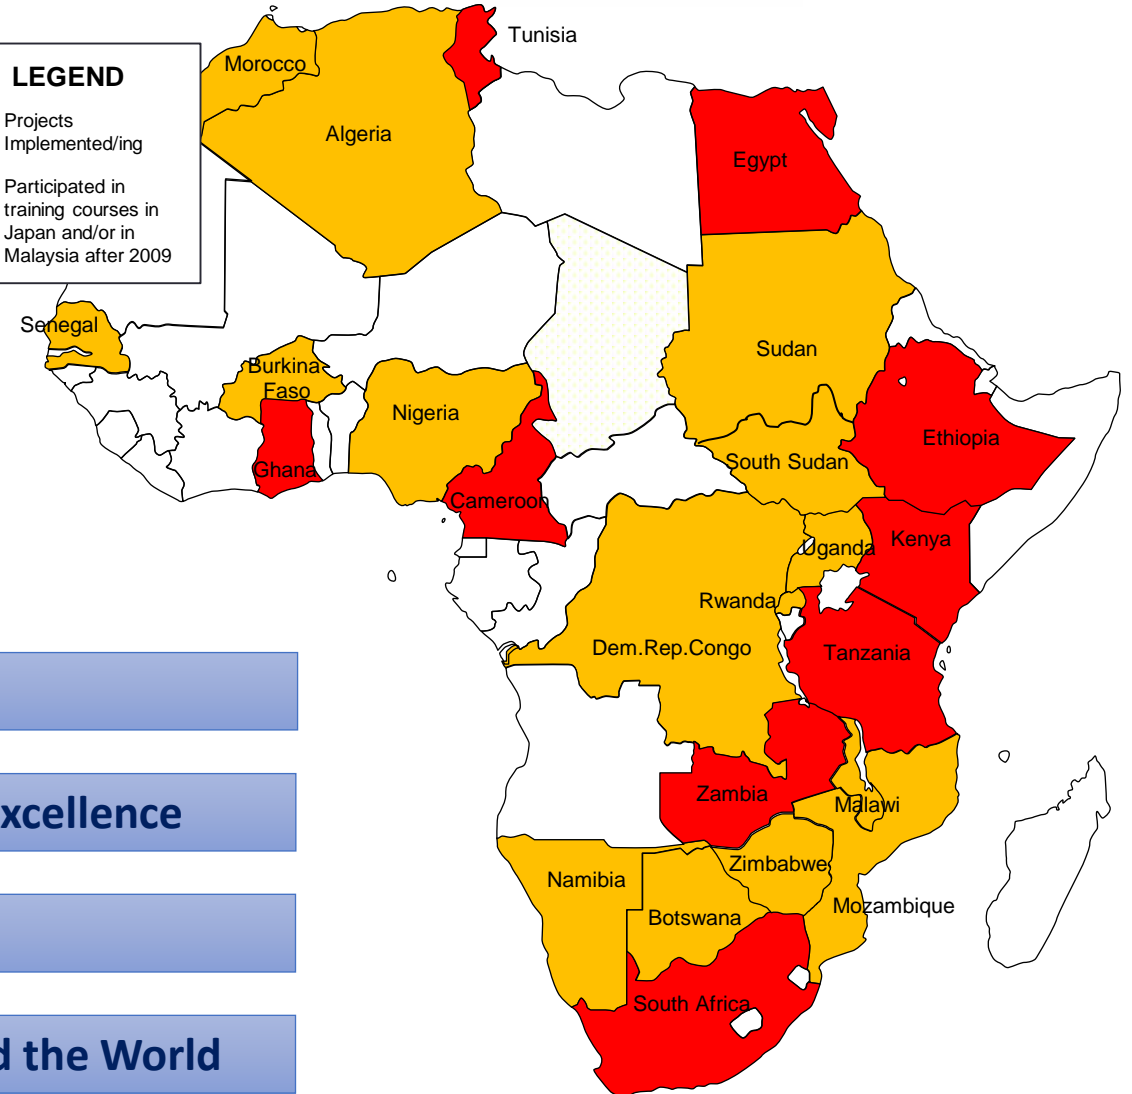 Tunisia
LEGEND
Morocco
Projects
Implemented/ing
Algeria
Egypt
Participated in
training courses in
Japan and/or in
Malaysia after 2009
Senegal
Sudan
Burkina
Faso
Nigeria
Ethiopia
South Sudan
Ghana
Cameroon
Kenya
Uganda
Rwanda
Dem.Rep.Congo
Tanzania
Zambia
Malawi
xcellence
Zimbabwe
Namibia
Mozambique
Botswana
South Africa
d the World